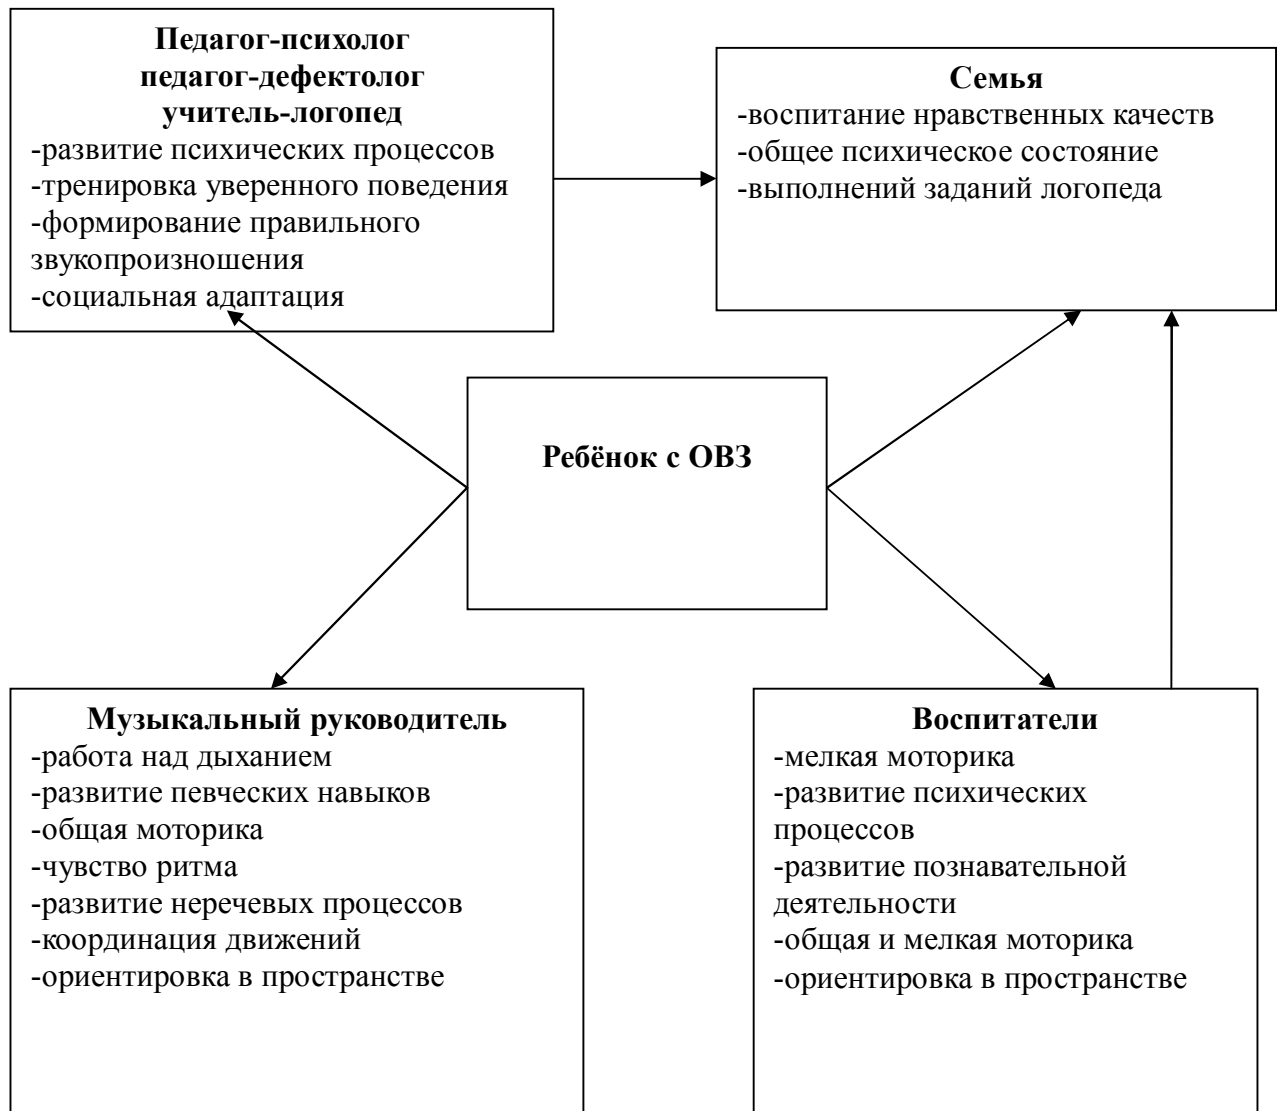 Педагог-психолог
педагог-дефектолог
учитель-логопед
-развитие психических процессов
-тренировка уверенного поведения
-формирование правильного
звукопроизношения
-социальная адаптация
Семья
-воспитание нравственных качеств
-общее психическое состояние
-выполнений заданий логопеда
Ребёнок с ОВЗ
Музыкальный руководитель
-работа над дыханием
-развитие певческих навыков
-общая моторика
-чувство ритма
-развитие неречевых процессов
-координация движений
-ориентировка в пространстве
Воспитатели
-мелкая моторика
-развитие психических
процессов
-развитие познавательной
деятельности
-общая и мелкая моторика
-ориентировка в пространстве